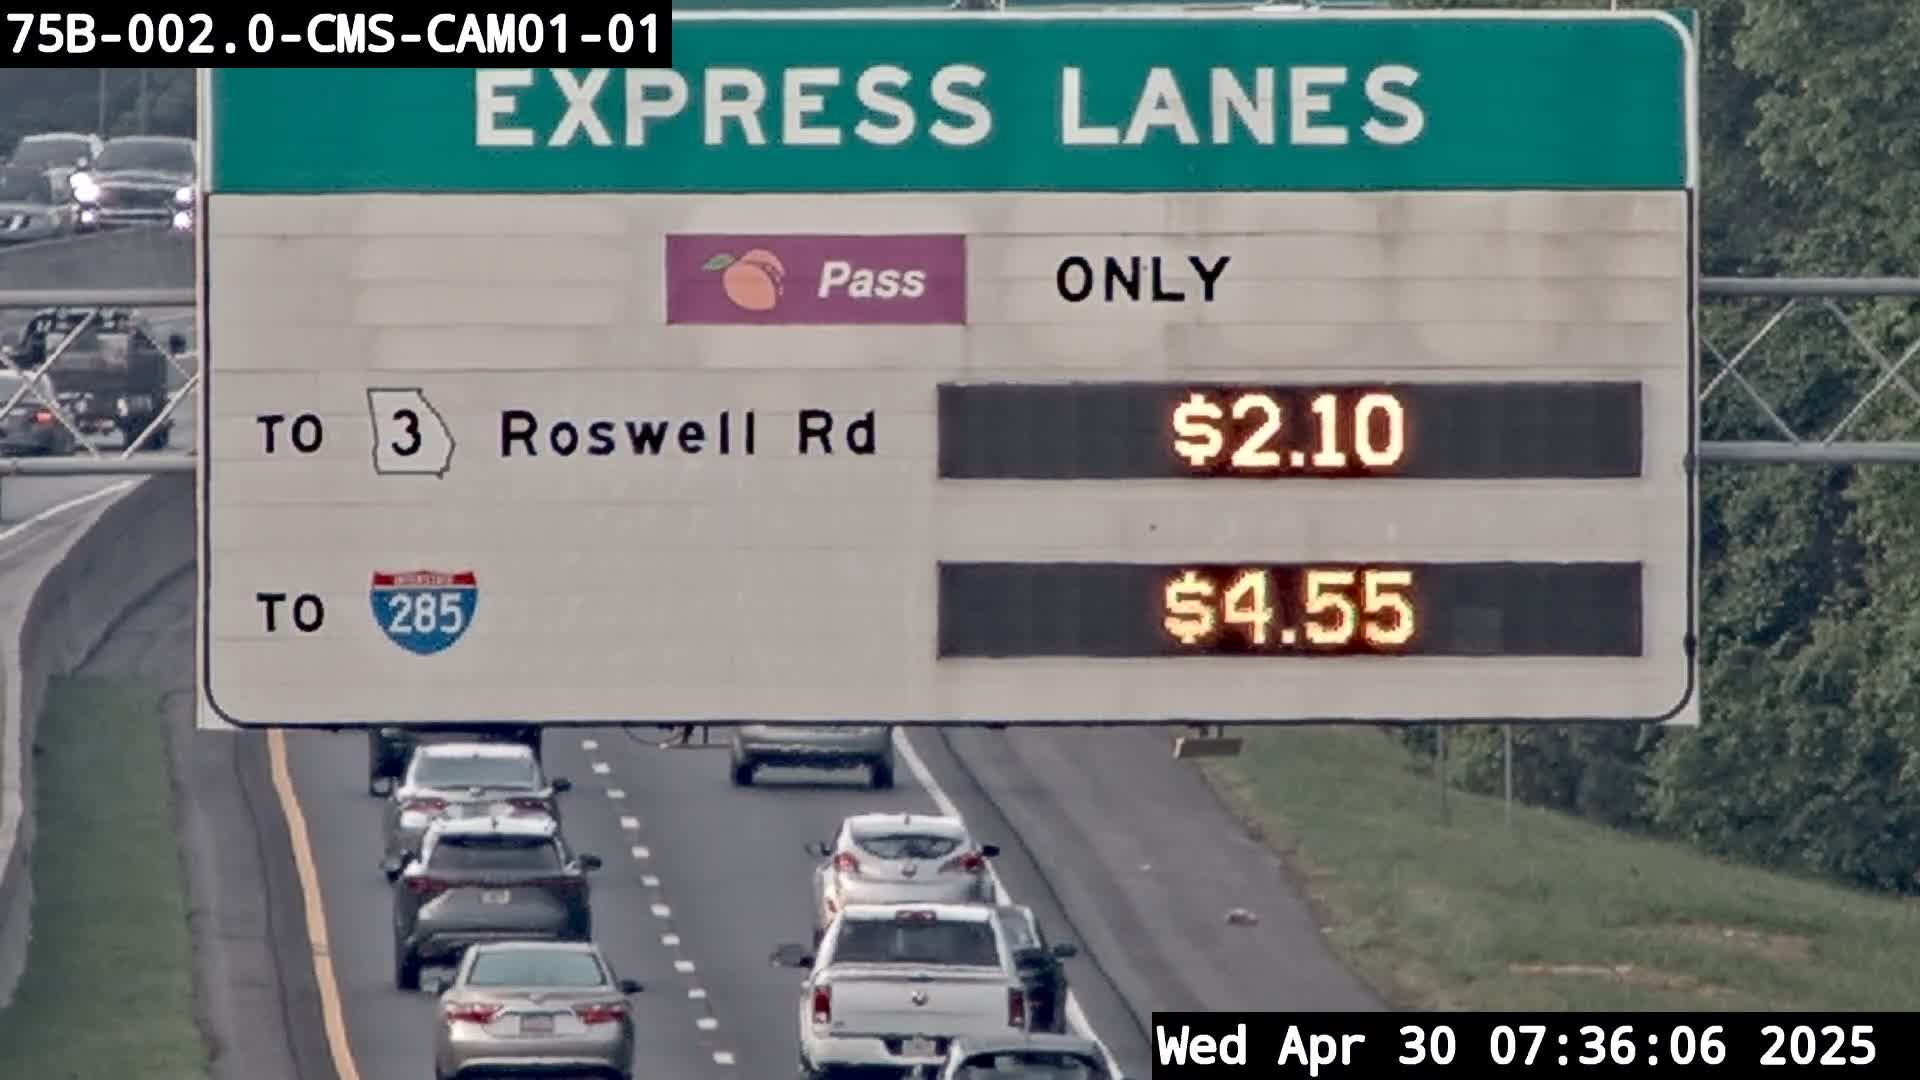 75B-002.0-CMS-CAM01-01
EXPRESS LANES
Pass ONLY
TO 3 Roswell Rd $2.10
TO INTERSTATE 285 $4.55
Wed Apr 30 07:36:06 2025